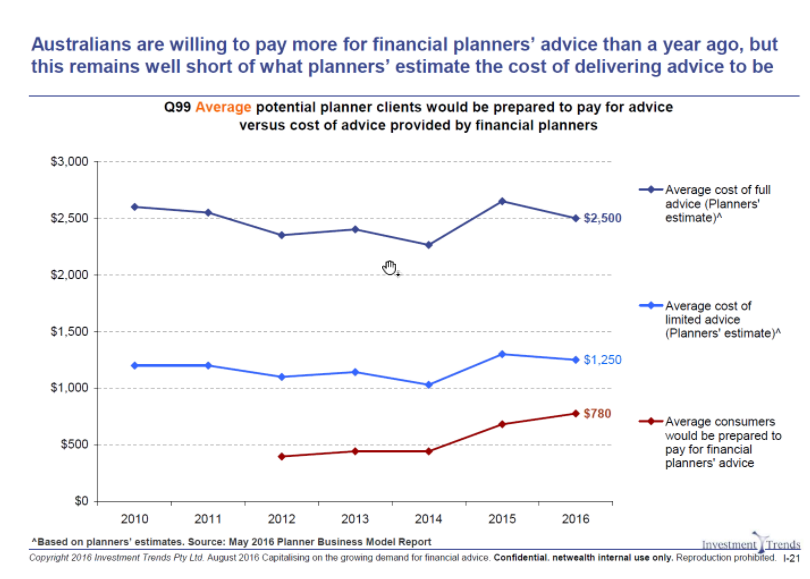 Australians are willing to pay more for financial planners' advice than a year ago, but
this remains well short of what planners' estimate the cost of delivering advice to be
Q99 Average potential planner clients would be prepared to pay for advice
versus cost of advice provided by financial planners
$3,000
$2,500
$2,000
$1,500
$1,000
$500
$0
$2,500
$1,250
$780
Average cost of full
advice (Planners'
estimate)^
Average cost of
limited advice
(Planners' estimate)^
Average consumers
would be prepared to
pay for financial
planners' advice
2010 2011 2012 2013 2014 2015 2016
^Based on planners' estimates. Source: May 2016 Planner Business Model Report
Investment Trends
Copyright 2016 Investment Trends Pty Ltd. August 2016 Capitalising on the growing demand for financial advice. Confidential. netwealth internal use only. Reproduction prohibited. I-21